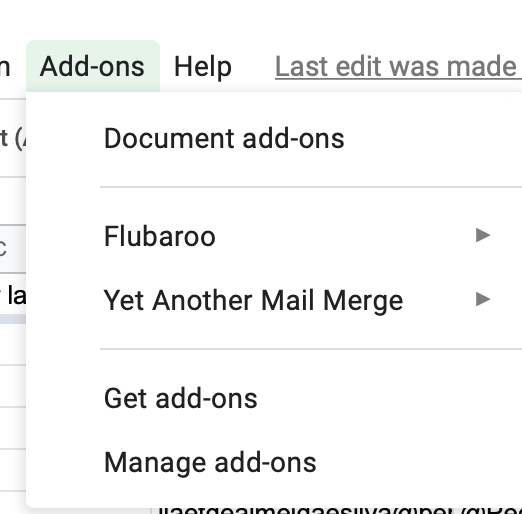 n Add-ons Help Last edit was made
t (
Document add-ons
C
Flubaroo
la
Yet Another Mail Merge
Get add-ons
Manage add-ons